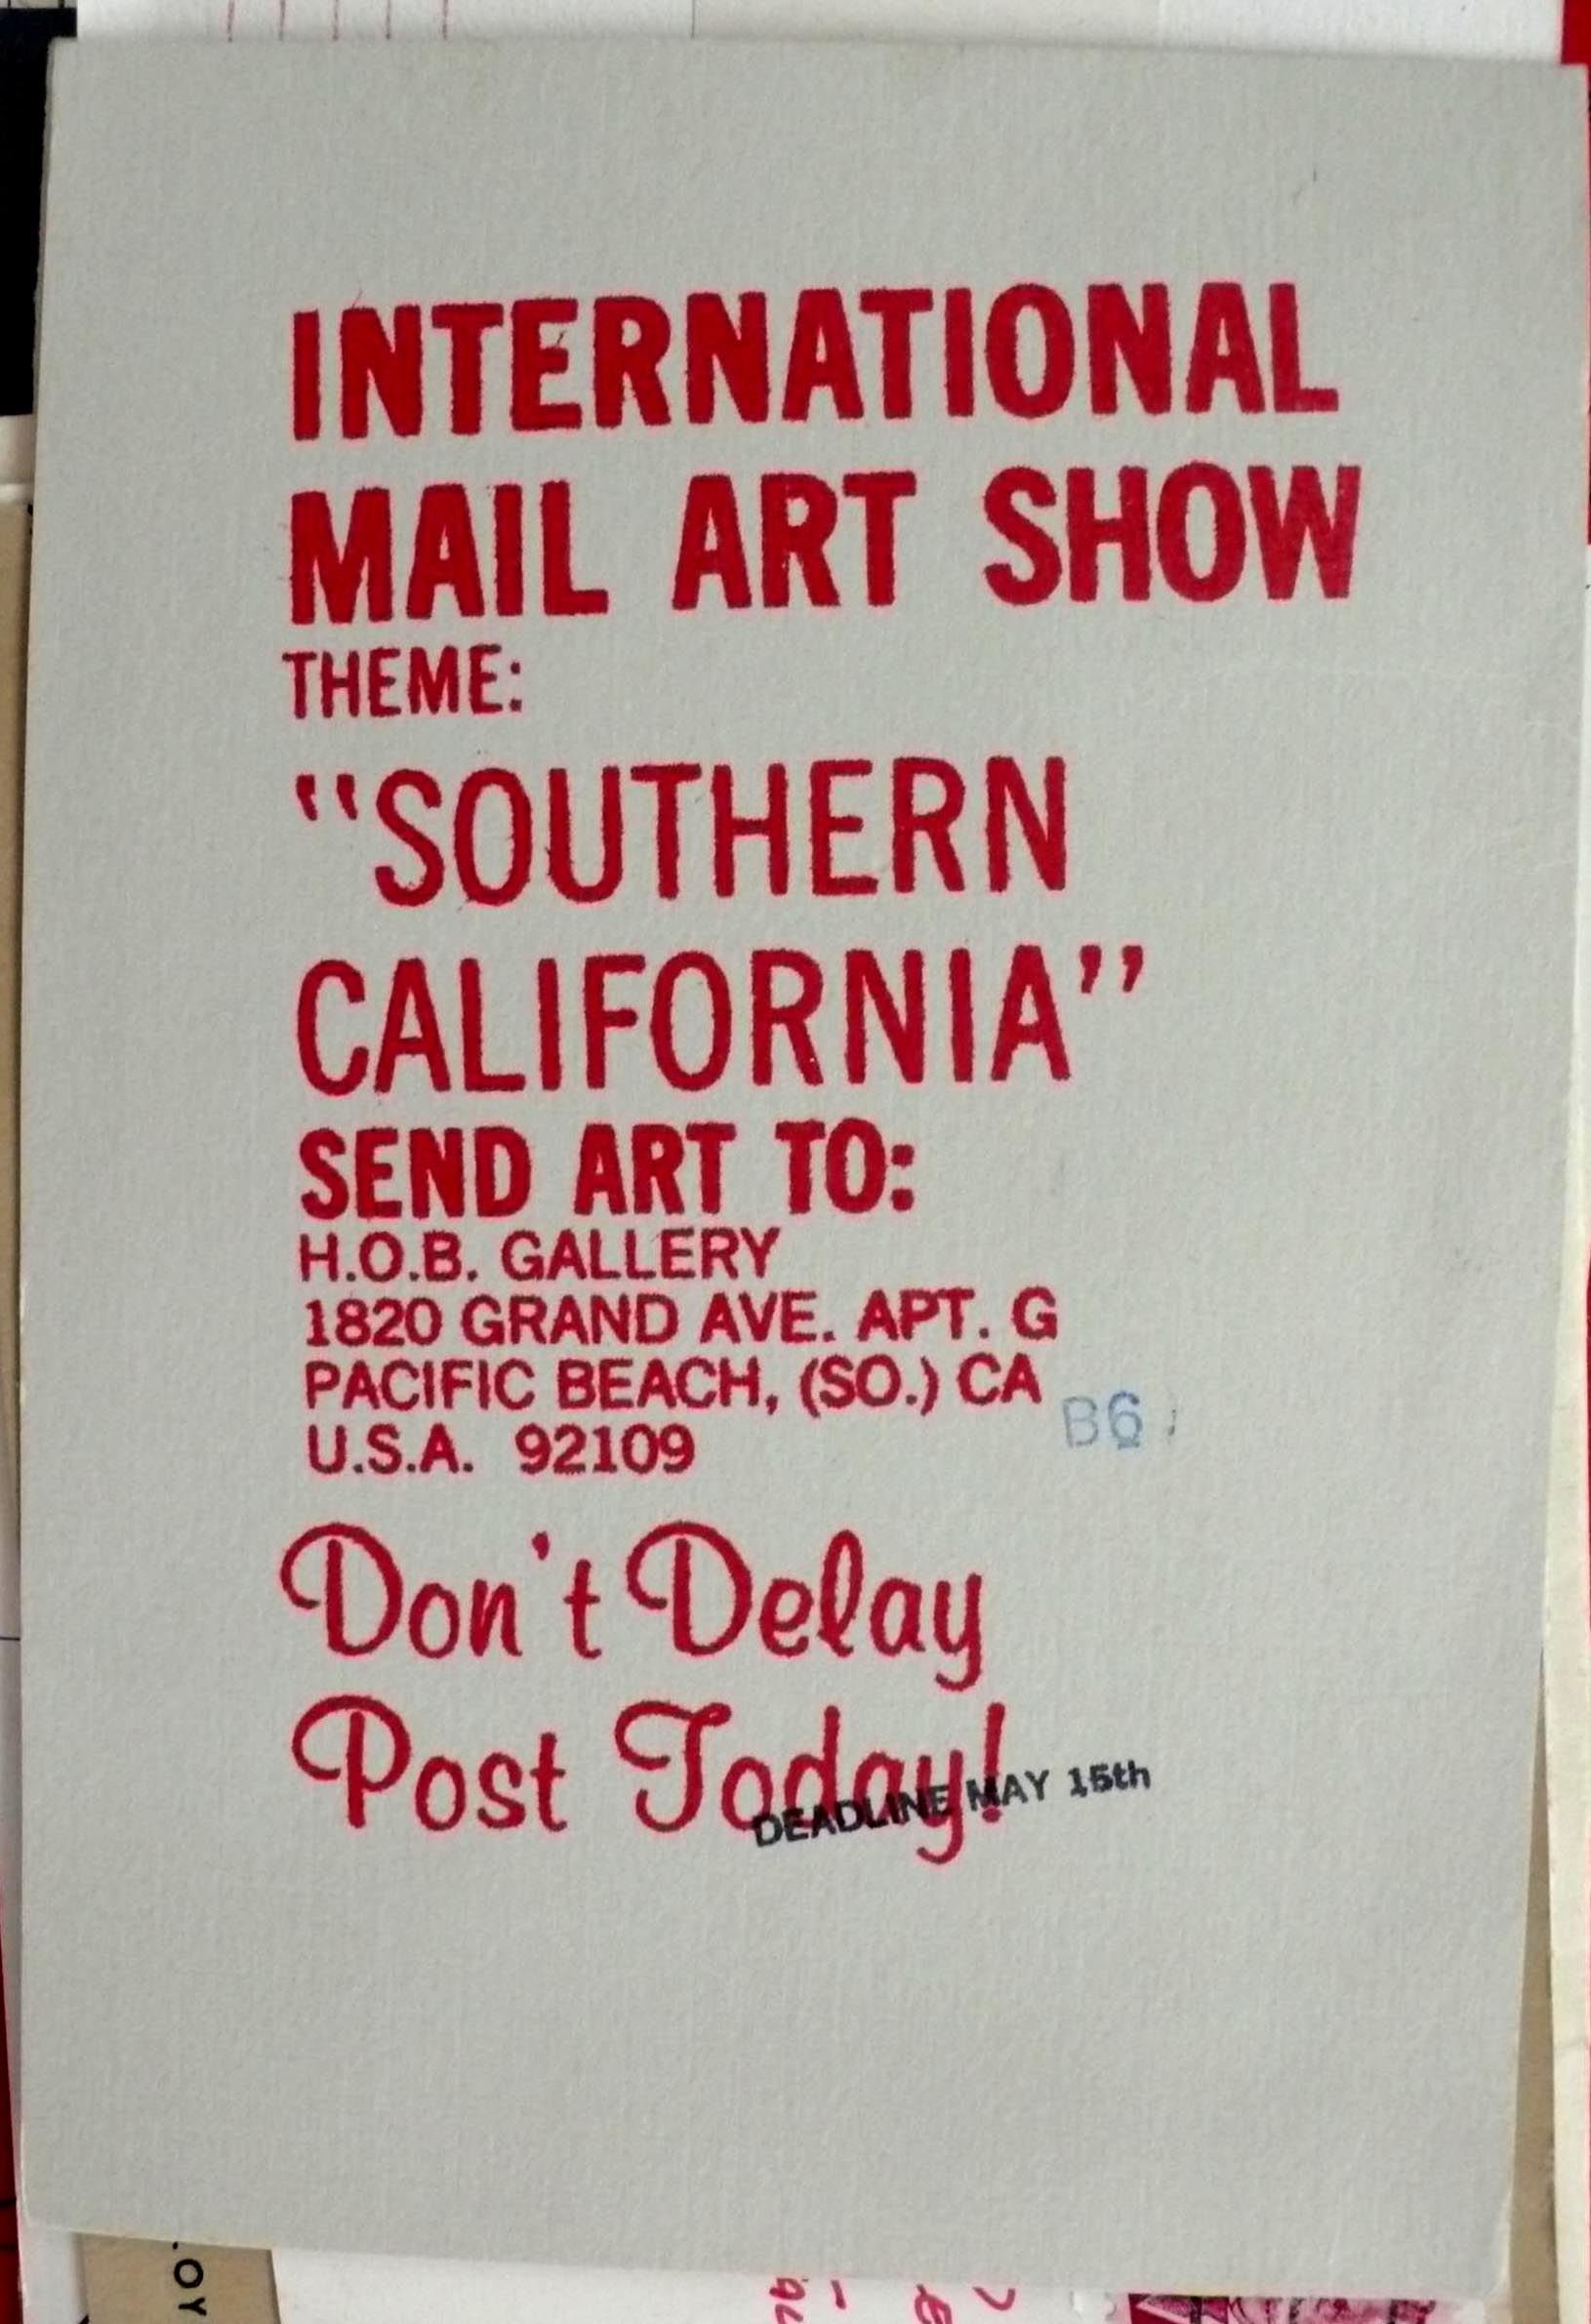 INTERNATIONAL
MAIL ART SHOW
THEME:
"SOUTHERN
CALIFORNIA"
SEND ART TO:
H.O.B. GALLERY
1820 GRAND AVE. APT. G
PACIFIC BEACH, (SO.) CA
U.S.A. 92109
B6
Don't Delay
Post Today!
DEADLINE MAY 15th
.OY